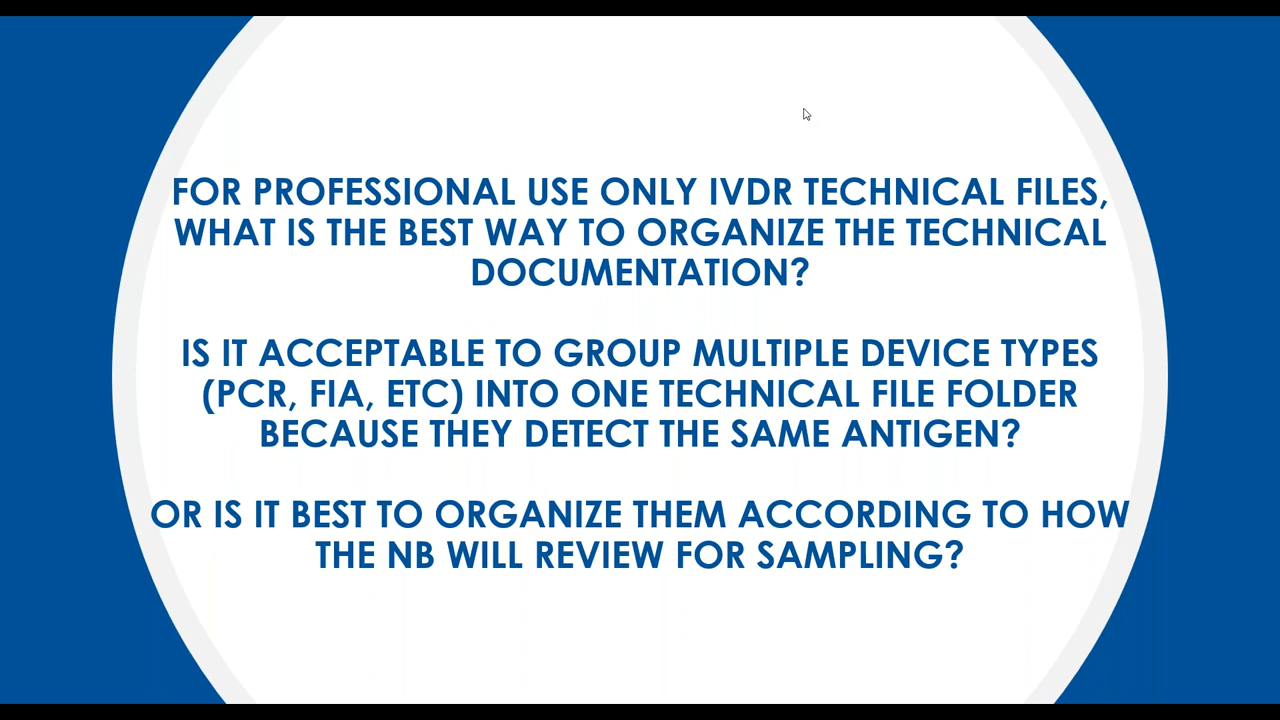 FOR PROFESSIONAL USE ONLY IVDR TECHNICAL FILES,
WHAT IS THE BEST WAY TO ORGANIZE THE TECHNICAL
DOCUMENTATION?
IS IT ACCEPTABLE TO GROUP MULTIPLE DEVICE TYPES
(PCR, FIA, ETC) INTO ONE TECHNICAL FILE FOLDER
BECAUSE THEY DETECT THE SAME ANTIGEN?
OR IS IT BEST TO ORGANIZE THEM ACCORDING TO HOW
THE NB WILL REVIEW FOR SAMPLING?